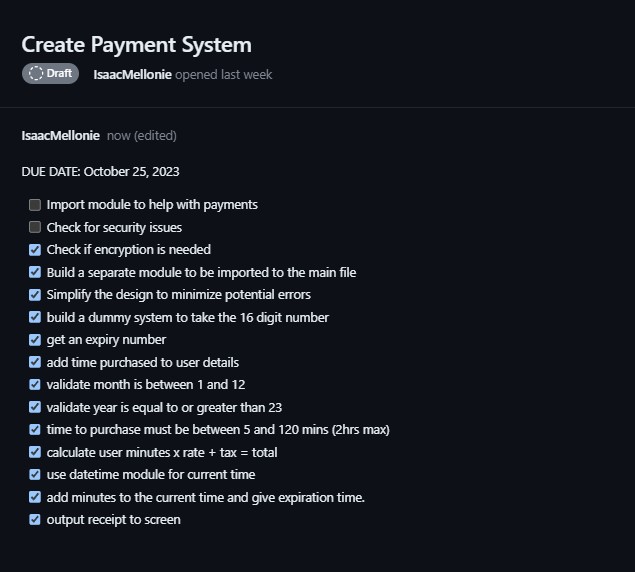 Create Payment System
Draft IsaacMellonie opened last week
IsaacMellonie now (edited)
DUE DATE: October 25, 2023
Import module to help with payments
Check for security issues
Check if encryption is needed
Build a separate module to be imported to the main file
Simplify the design to minimize potential errors
build a dummy system to take the 16 digit number
get an expiry number
add time purchased to user details
validate month is between 1 and 12
validate year is equal to or greater than 23
time to purchase must be between 5 and 120 mins (2hrs max)
calculate user minutes x rate + tax = total
use datetime module for current time
add minutes to the current time and give expiration time.
output receipt to screen